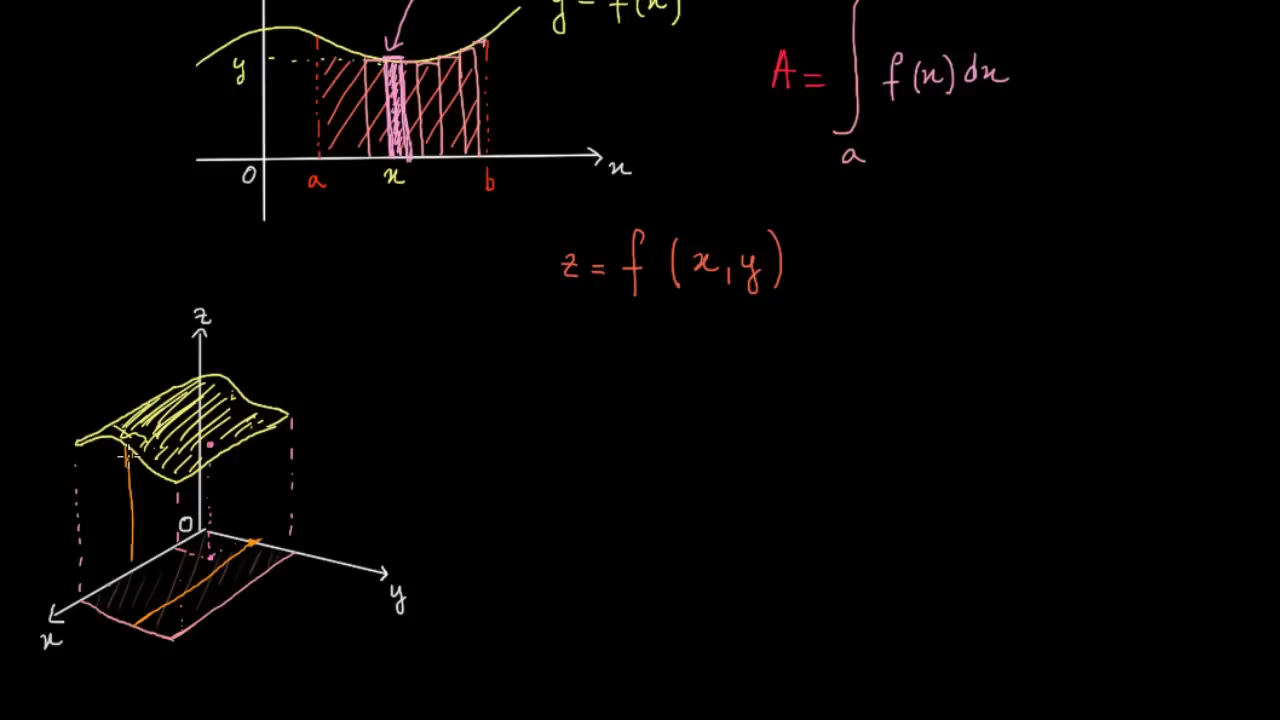 y = f(x)
y
A = ∫ f(x) dx
a
0 a x b x
z = f (x, y)
z
0
y
x